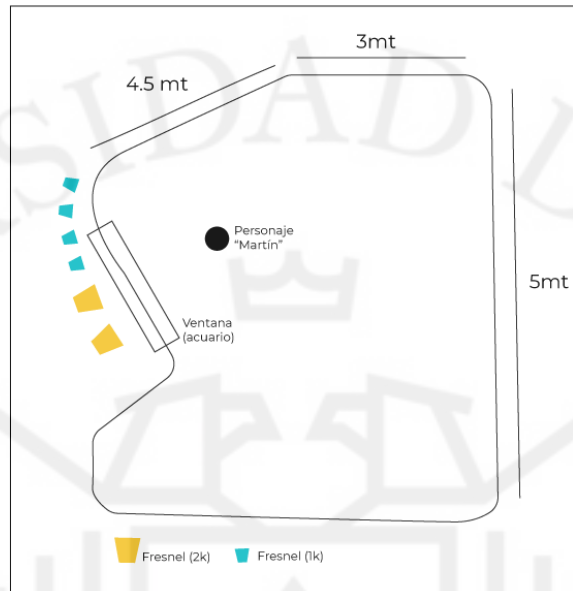 3mt
4.5 mt
Personaje
"Martín"
5mt
Ventana
(acuario)
Fresnel (2k)
Fresnel (1k)